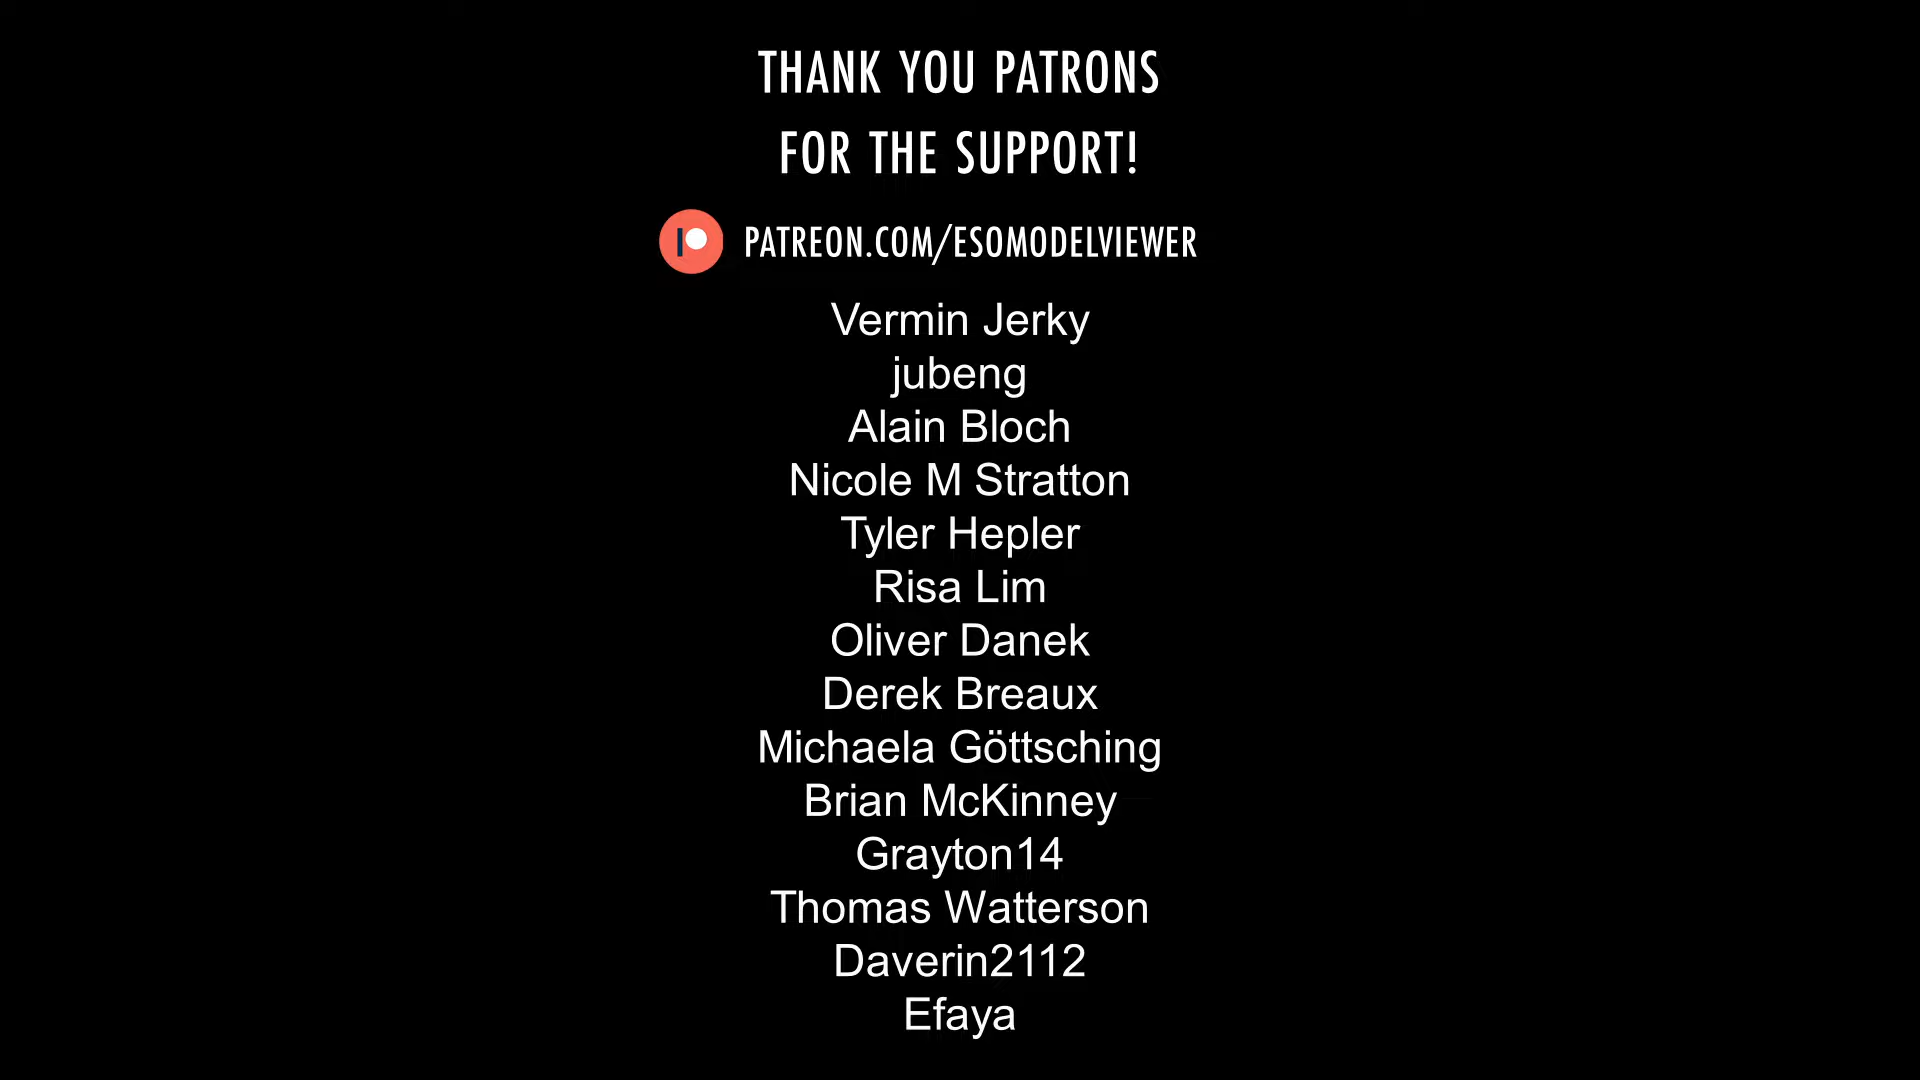 THANK YOU PATRONS
FOR THE SUPPORT!
PATREON.COM/ESOMODELVIEWER
Vermin Jerky
jubeng
Alain Bloch
Nicole M Stratton
Tyler Hepler
Risa Lim
Oliver Danek
Derek Breaux
Michaela Göttsching
Brian McKinney
Grayton14
Thomas Watterson
Daverin2112
Efaya